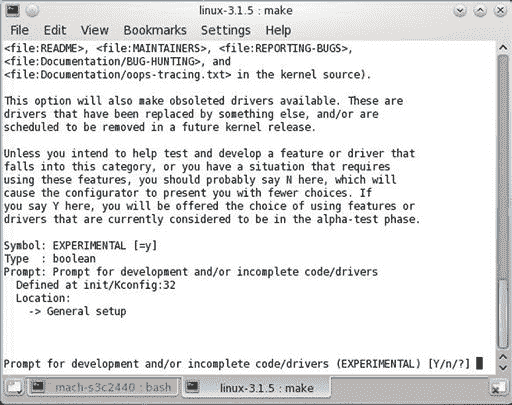 linux-3.1.5 : make
File Edit View Bookmarks Settings Help
<file:README>, <file:MAINTAINERS>, <file:REPORTING-BUGS>,
<file:Documentation/BUG-HUNTING>, and
<file:Documentation/oops-tracing.txt> in the kernel source).
This option will also make obsoleted drivers available. These are
drivers that have been replaced by something else, and/or are
scheduled to be removed in a future kernel release.
Unless you intend to help test and develop a feature or driver that
falls into this category, or you have a situation that requires
using these features, you should probably say N here, which will
cause the configurator to present you with fewer choices. If
you say Y here, you will be offered the choice of using features or
drivers that are currently considered to be in the alpha-test phase.
Symbol: EXPERIMENTAL [=y]
Type  : boolean
Prompt: Prompt for development and/or incomplete code/drivers
Defined at init/Kconfig:32
Location:
-> General setup
Prompt for development and/or incomplete code/drivers (EXPERIMENTAL) [Y/n/?]
mach-s3c2440 : bash linux-3.1.5 : make